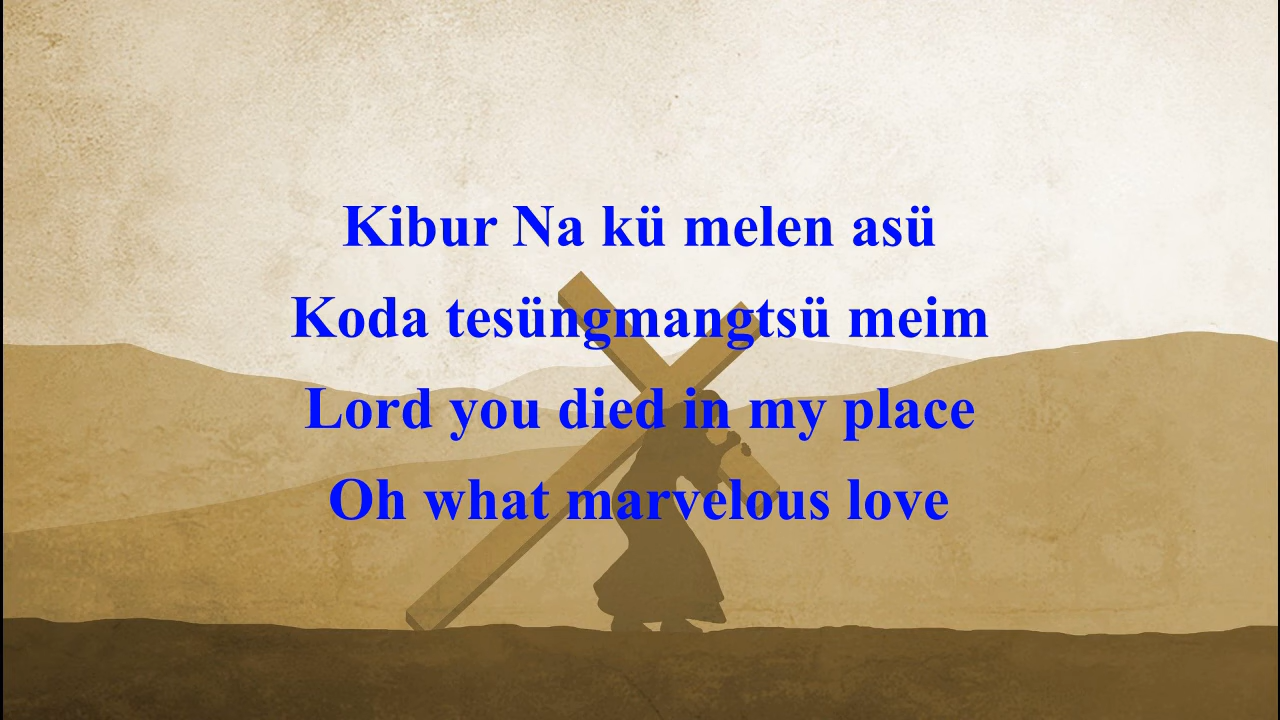 Kibur Na kü melen asü
Koda tesüngmangtsü meim
Lord you died in my place
Oh what marvelous love